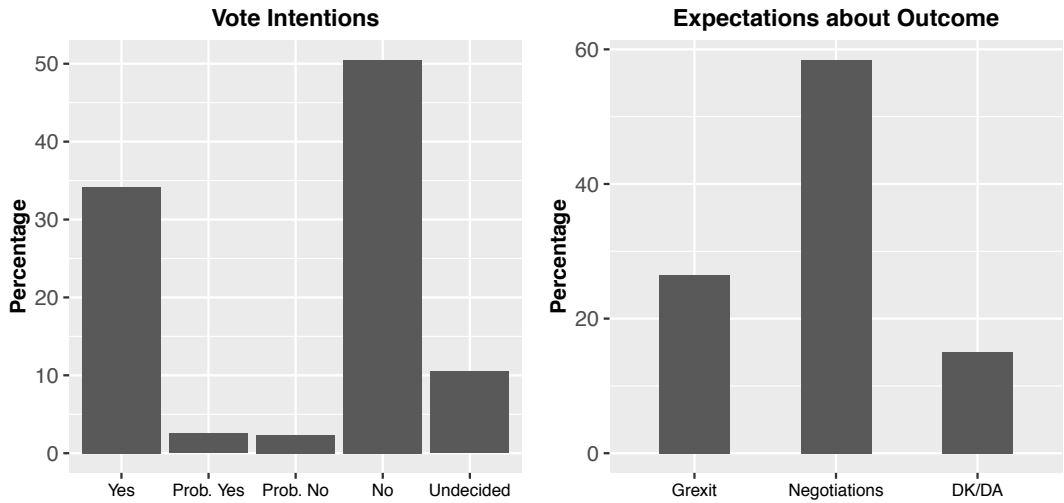 Vote Intentions
Percentage
50
40
30
20
10
0
Yes Prob. Yes Prob. No No Undecided
Expectations about Outcome
Percentage
60
40
20
0
Grexit Negotiations DK/DA